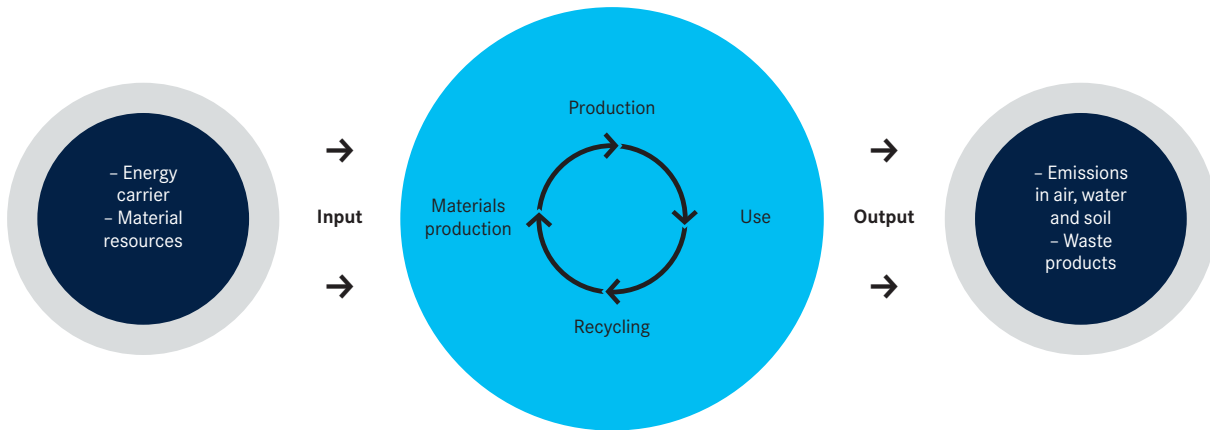 – Energy
carrier
– Material
resources
Input
Production
Materials
production
Use
Recycling
Output
– Emissions
in air, water
and soil
– Waste
products